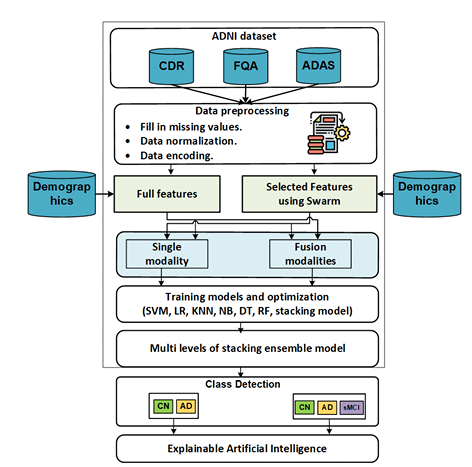 ADNI dataset
CDR
FQA
ADAS
Data preprocessing
• Fill in missing values.
• Data normalization.
• Data encoding.
Demograp
hics
Full features
Selected Features
using Swarm
Demograp
hics
Single
modality
Fusion
modalities
Training models and optimization
(SVM, LR, KNN, NB, DT, RF, stacking model)
Multi levels of stacking ensemble model
Class Detection
CN AD
CN AD sMCI
Explainable Artificial Intelligence